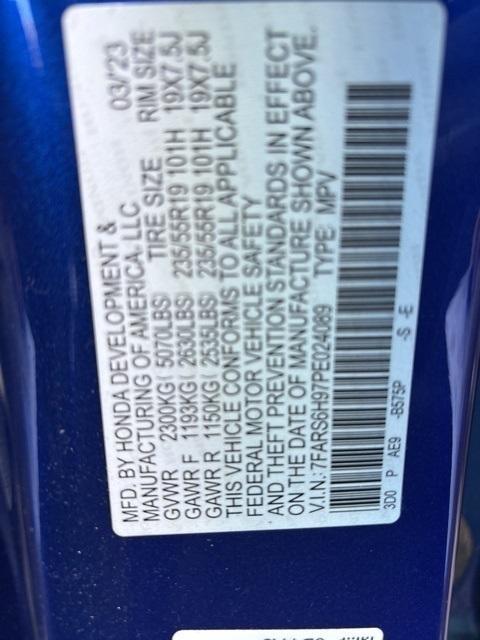 MFD. BY HONDA DEVELOPMENT & 03/'23
MANUFACTURING OF AMERICA, LLC
TIRE SIZE RIM SIZE
GVWR 2300KG( 5070LBS)
GAWR F 1193KG( 2630LBS) 235/55R19 101H 19X7.5J
GAWR R 1150KG( 2535LBS) 235/55R19 101H 19X7.5J
THIS VEHICLE CONFORMS TO ALL APPLICABLE
FEDERAL MOTOR VEHICLE SAFETY
AND THEFT PREVENTION STANDARDS IN EFFECT
ON THE DATE OF MANUFACTURE SHOWN ABOVE.
V.I.N.: 7FARS6H97PE024089 TYPE: MPV
3D0 P AE9 -B575P -S -E